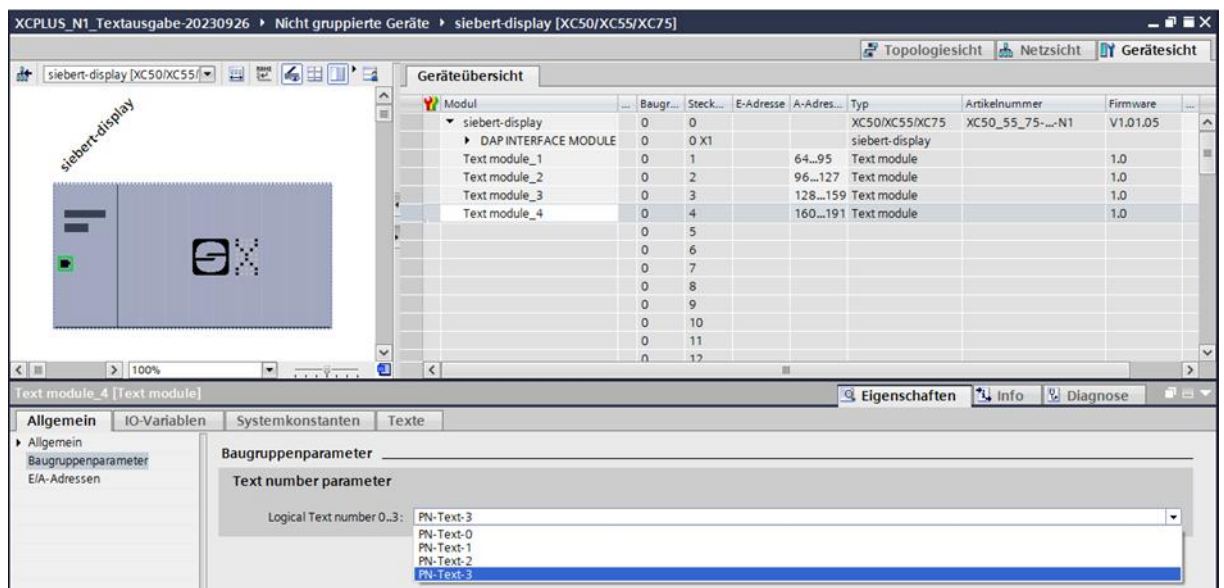 XCPLUS_N1_Textausgabe-20230926 ▸ Nicht gruppierte Geräte ▸ siebert-display [XC50/XC55/XC75]
Topologiesicht Netzsicht Gerätesicht
siebert-display [XC50/XC55/
siebert-display
100%
Geräteübersicht
Modul ... Baugr... Steck... E-Adresse A-Adres... Typ Artikelnummer Firmware ...
siebert-display 0 0 XC50/XC55/XC75 XC50_55_75-...-N1 V1.01.05
DAP INTERFACE MODULE 0 0 X1 siebert-display
Text module_1 0 1 64...95 Text module 1.0
Text module_2 0 2 96...127 Text module 1.0
Text module_3 0 3 128...159 Text module 1.0
Text module_4 0 4 160...191 Text module 1.0
0 5
0 6
0 7
0 8
0 9
0 10
0 11
0 12
Text module_4 [Text module]
Eigenschaften Info Diagnose
Allgemein IO-Variablen Systemkonstanten Texte
Allgemein
Baugruppenparameter
E/A-Adressen
Baugruppenparameter
Text number parameter
Logical Text number 0..3: PN-Text-3
PN-Text-0
PN-Text-1
PN-Text-2
PN-Text-3